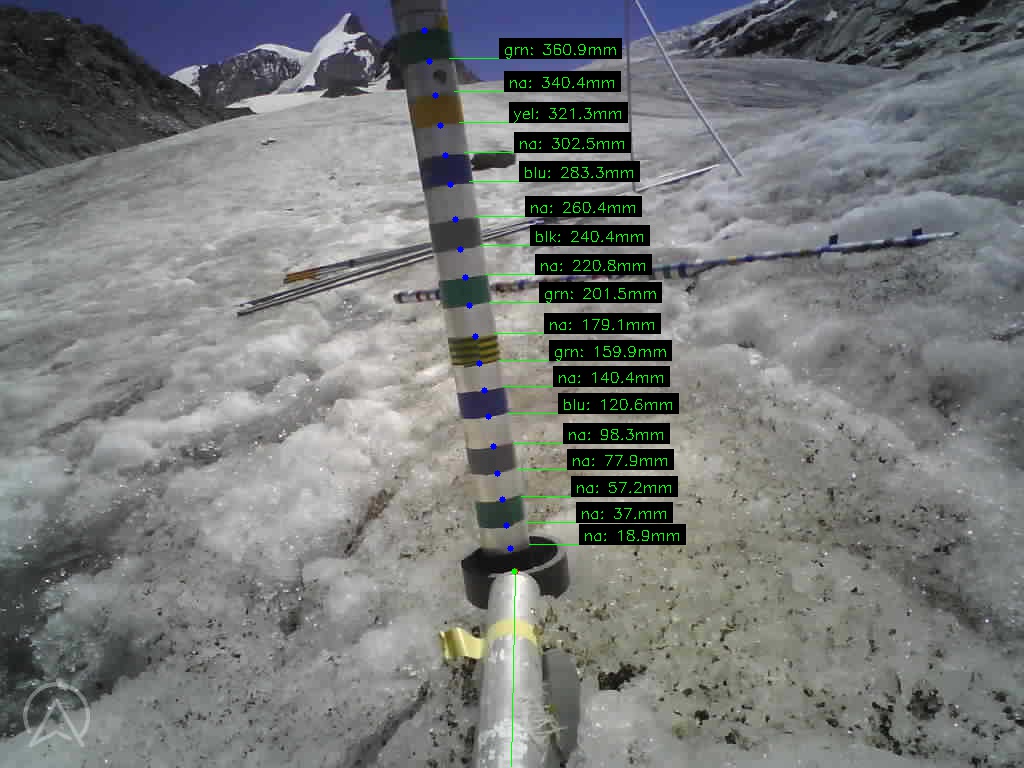 grn: 360.9mm
na: 340.4mm
yel: 321.3mm
na: 302.5mm
blu: 283.3mm
na: 260.4mm
blk: 240.4mm
na: 220.8mm
grn: 201.5mm
na: 179.1mm
grn: 159.9mm
na: 140.4mm
blu: 120.6mm
na: 98.3mm
na: 77.9mm
na: 57.2mm
na: 37.mm
na: 18.9mm